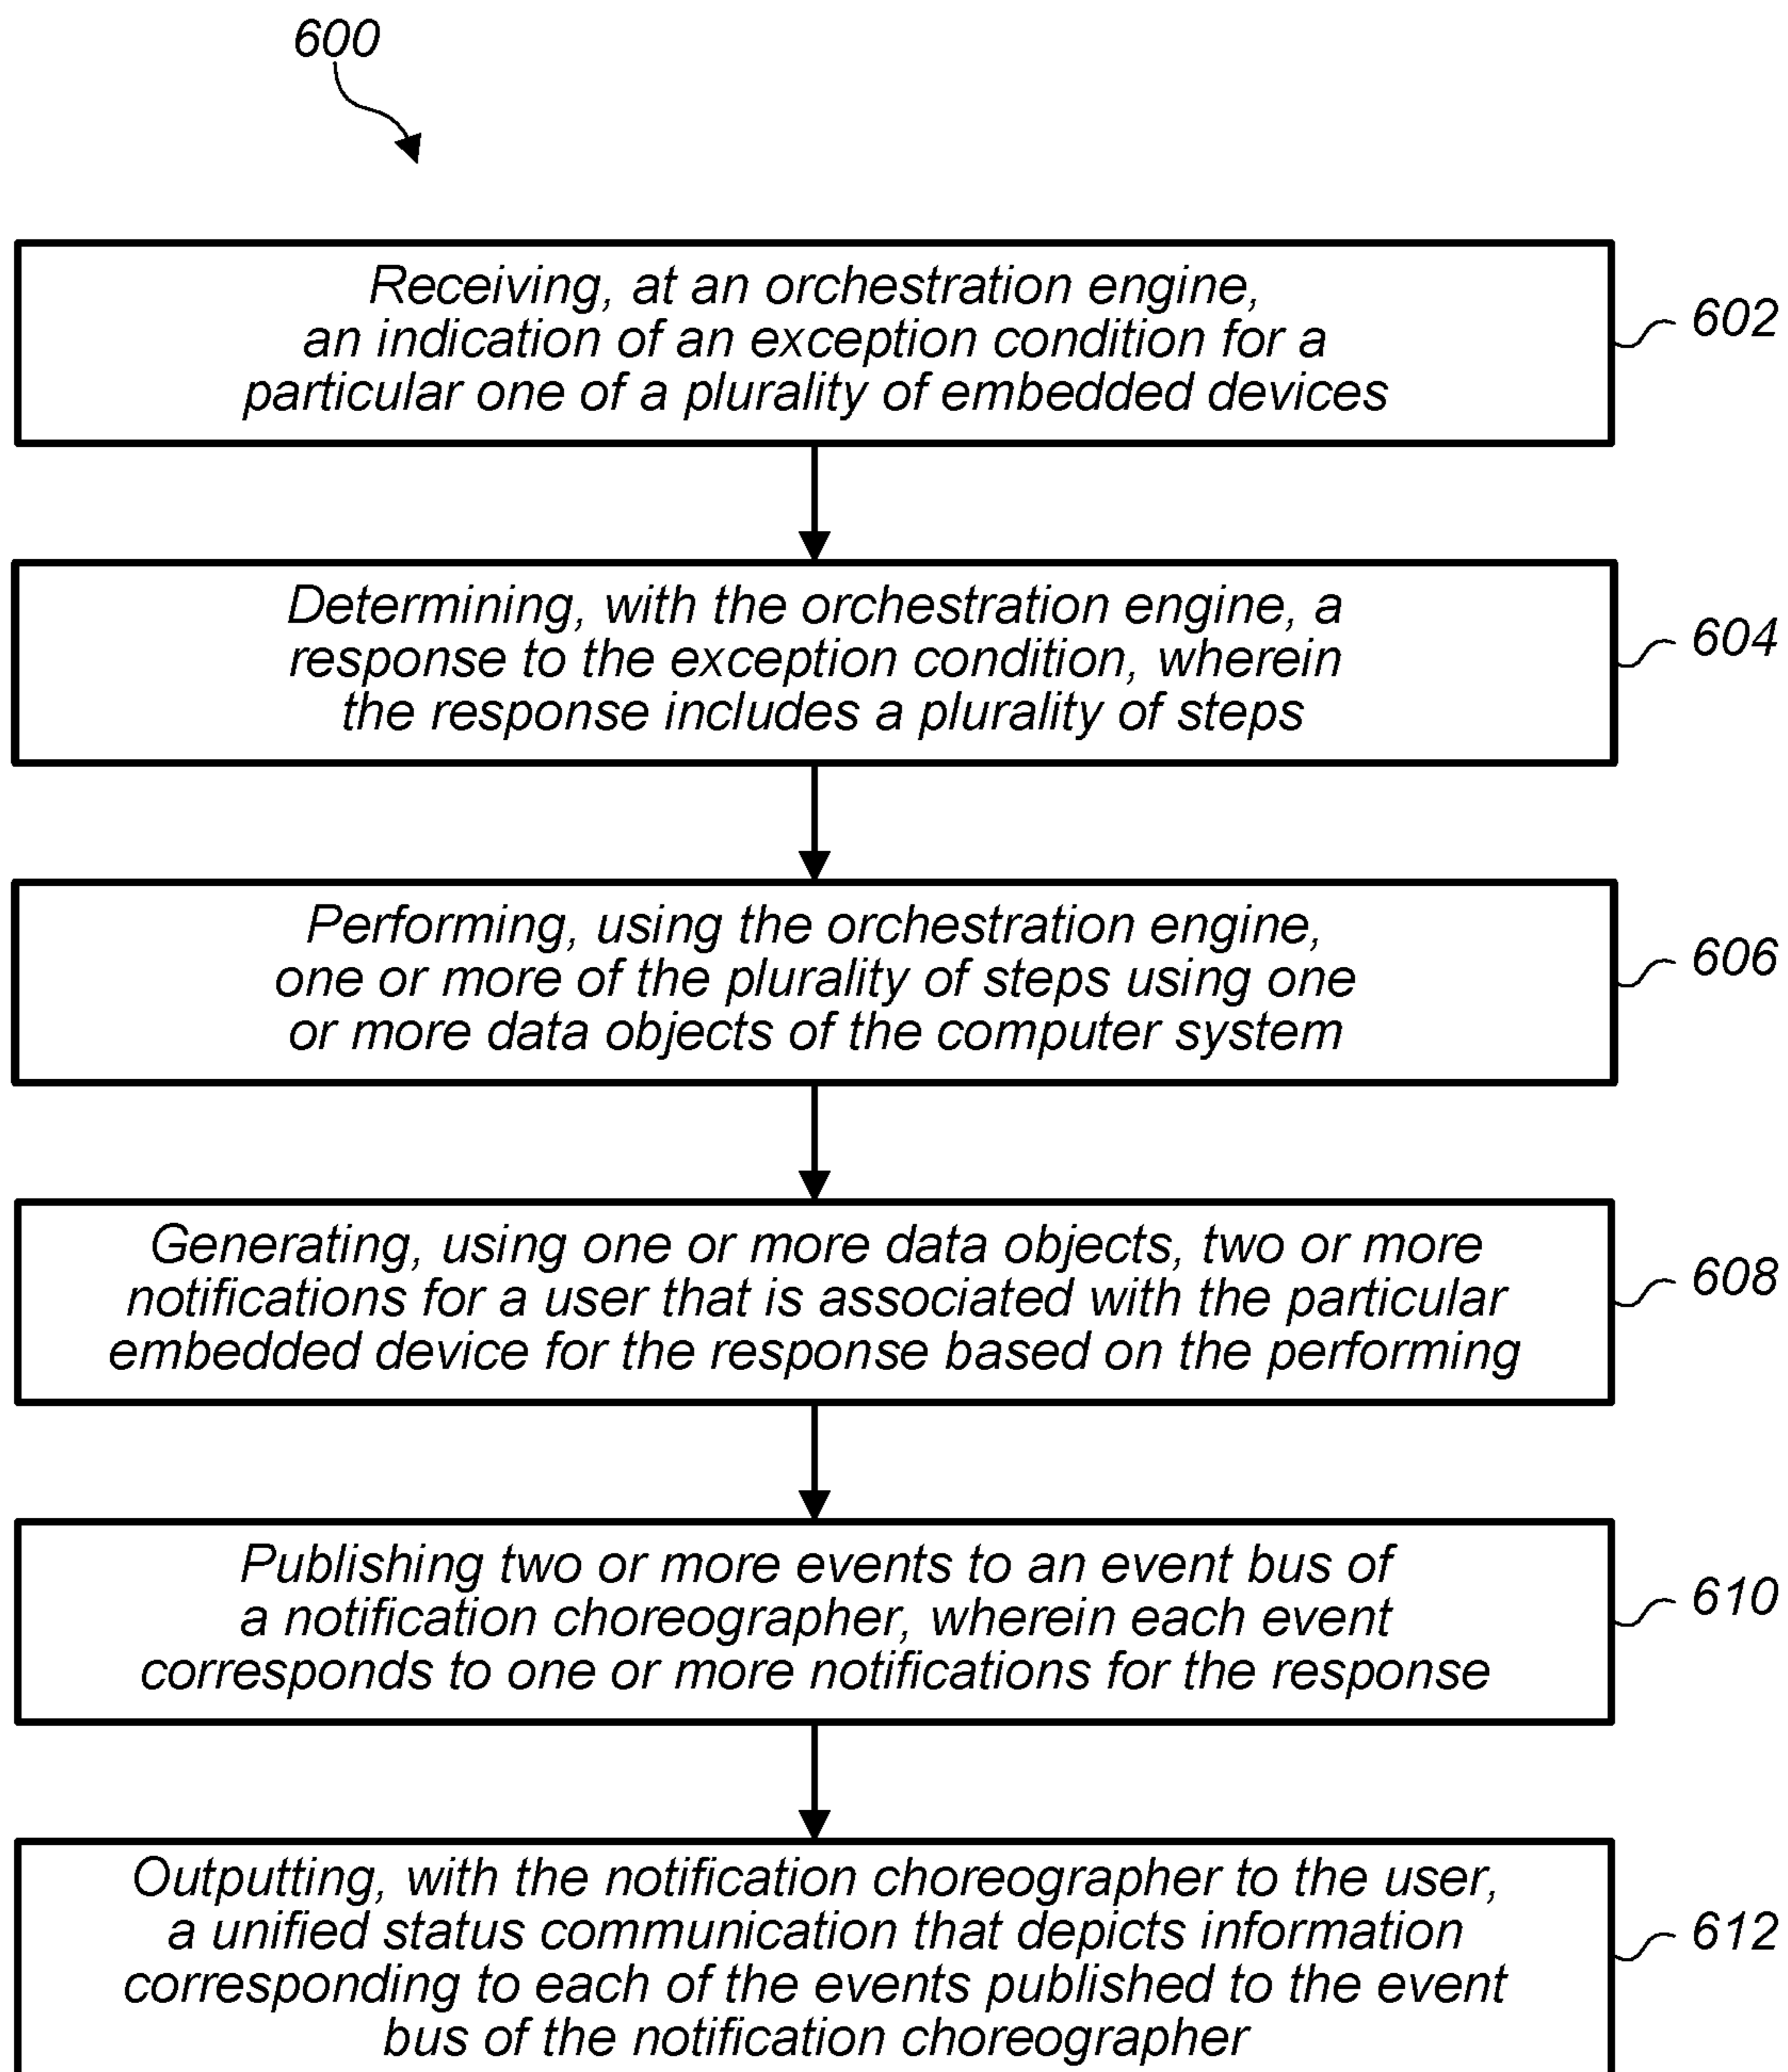 600
Receiving, at an orchestration engine,
an indication of an exception condition for a
particular one of a plurality of embedded devices
602
Determining, with the orchestration engine, a
response to the exception condition, wherein
the response includes a plurality of steps
604
Performing, using the orchestration engine,
one or more of the plurality of steps using one
or more data objects of the computer system
606
Generating, using one or more data objects, two or more
notifications for a user that is associated with the particular
embedded device for the response based on the performing
608
Publishing two or more events to an event bus of
a notification choreographer, wherein each event
corresponds to one or more notifications for the response
610
Outputting, with the notification choreographer to the user,
a unified status communication that depicts information
corresponding to each of the events published to the event
bus of the notification choreographer
612